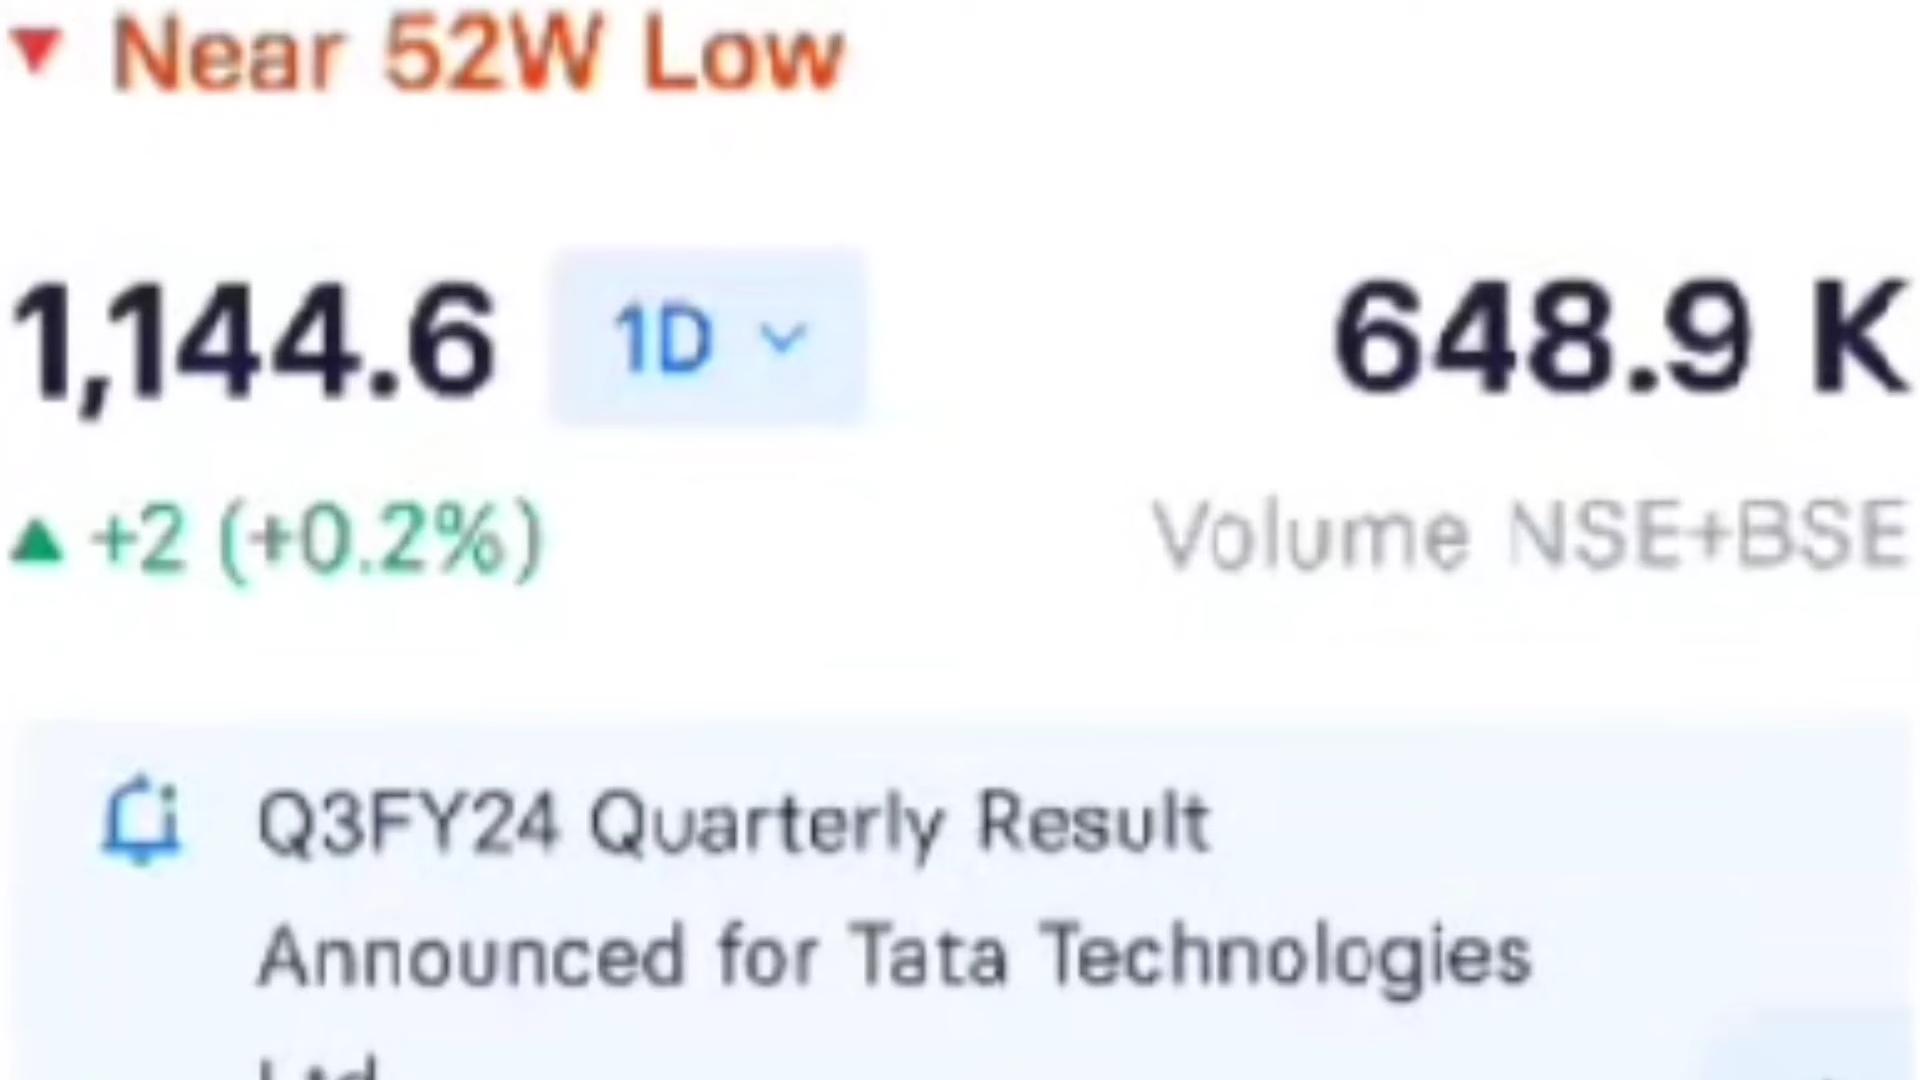 ▼ Near 52W Low
1,144.6 1D 648.9 K
▲ +2 (+0.2%) Volume NSE+BSE
Q3FY24 Quarterly Result
Announced for Tata Technologies
Ltd